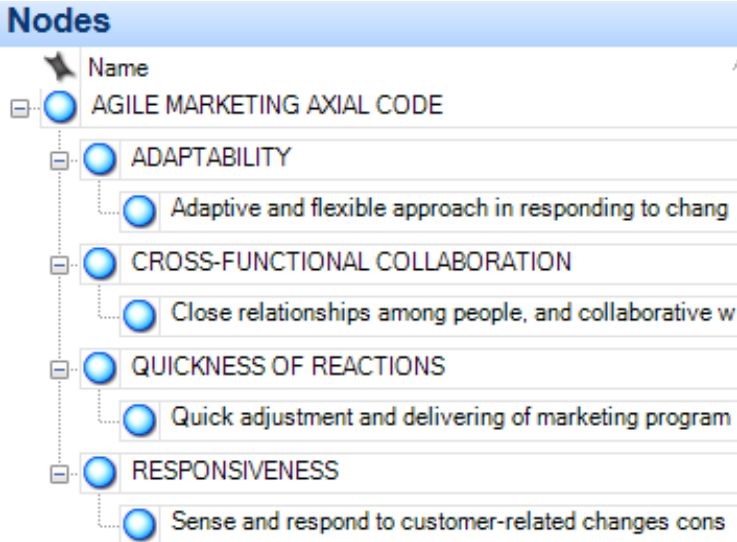 Nodes
Name
AGILE MARKETING AXIAL CODE
ADAPTABILITY
Adaptive and flexible approach in responding to chang
CROSS-FUNCTIONAL COLLABORATION
Close relationships among people, and collaborative w
QUICKNESS OF REACTIONS
Quick adjustment and delivering of marketing program
RESPONSIVENESS
Sense and respond to customer-related changes cons